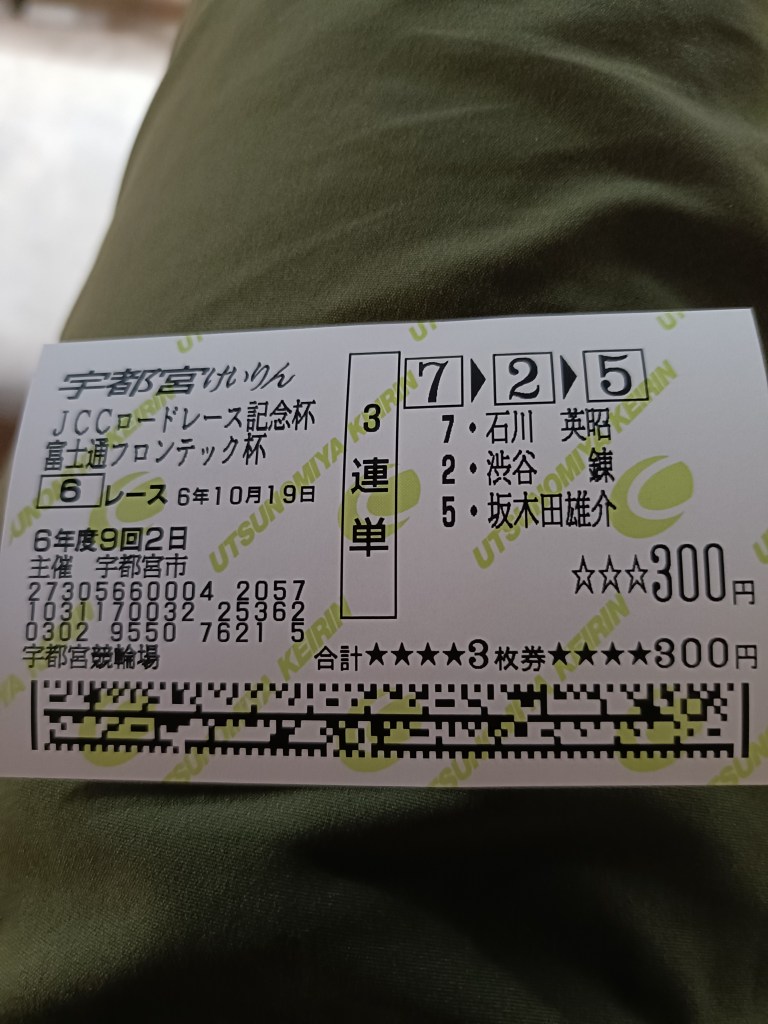 宇都宮けいりん
JCCロードレース記念杯
富士通フロンテック杯
6 レース 6年10月19日
6年度9回2日
主催 宇都宮市
27305660004 2057
1031170032 25362
0302 9550 7621 5
宇都宮競輪場
3連単
7▶2▶5
7・石川 英昭
2・渋谷 錬
5・坂木田雄介
☆☆☆300円
合計★★★★3枚券★★★★300円
UTSUNOMIYA KEIRIN
UTSUNOMIYA KEIRIN
UTSUNOMIYA KEIRIN